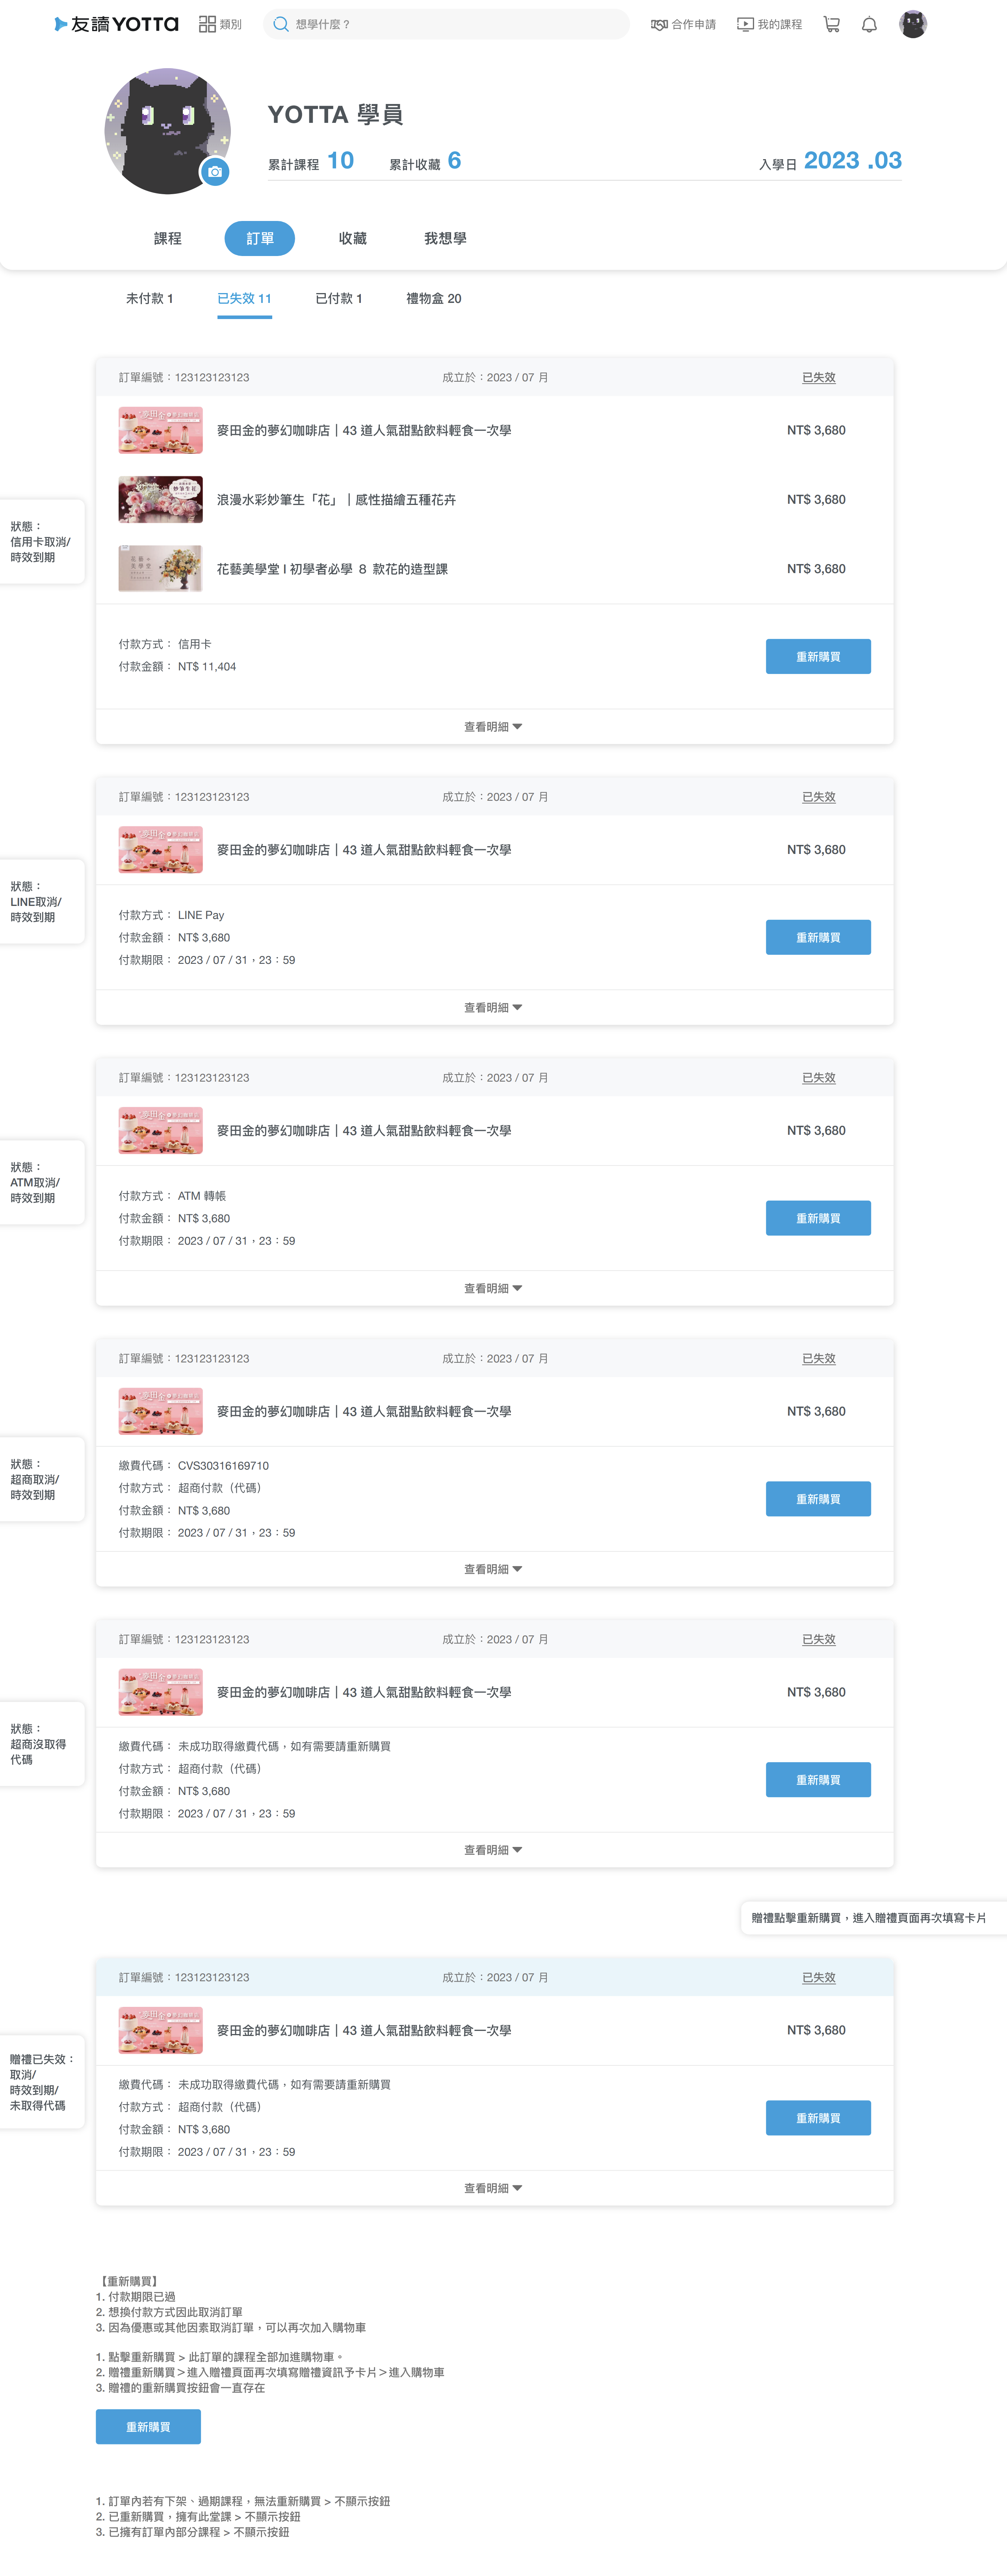 友讀 YOTTA
類別
想學什麼？
合作申請
我的課程
YOTTA 學員
累計課程 10
累計收藏 6
入學日 2023 .03
課程
訂單
收藏
我想學
未付款 1
已失效 11
已付款 1
禮物盒 20
訂單編號：123123123123
成立於：2023 / 07 月
已失效
麥田金的夢幻咖啡店｜43 道人氣甜點飲料輕食一次學
NT$ 3,680
浪漫水彩妙筆生「花」｜感性描繪五種花卉
NT$ 3,680
狀態：
信用卡取消/
時效到期
花藝美學堂 I 初學者必學 8 款花的造型課
NT$ 3,680
付款方式： 信用卡
付款金額： NT$ 11,404
重新購買
查看明細
訂單編號：123123123123
成立於：2023 / 07 月
已失效
麥田金的夢幻咖啡店｜43 道人氣甜點飲料輕食一次學
NT$ 3,680
狀態：
LINE取消/
時效到期
付款方式： LINE Pay
付款金額： NT$ 3,680
付款期限： 2023 / 07 / 31，23：59
重新購買
查看明細
訂單編號：123123123123
成立於：2023 / 07 月
已失效
麥田金的夢幻咖啡店｜43 道人氣甜點飲料輕食一次學
NT$ 3,680
狀態：
ATM取消/
時效到期
付款方式： ATM 轉帳
付款金額： NT$ 3,680
付款期限： 2023 / 07 / 31，23：59
重新購買
查看明細
訂單編號：123123123123
成立於：2023 / 07 月
已失效
麥田金的夢幻咖啡店｜43 道人氣甜點飲料輕食一次學
NT$ 3,680
狀態：
超商取消/
時效到期
繳費代碼： CVS30316169710
付款方式： 超商付款（代碼）
付款金額： NT$ 3,680
付款期限： 2023 / 07 / 31，23：59
重新購買
查看明細
訂單編號：123123123123
成立於：2023 / 07 月
已失效
麥田金的夢幻咖啡店｜43 道人氣甜點飲料輕食一次學
NT$ 3,680
狀態：
超商沒取得
代碼
繳費代碼： 未成功取得繳費代碼，如有需要請重新購買
付款方式： 超商付款（代碼）
付款金額： NT$ 3,680
付款期限： 2023 / 07 / 31，23：59
重新購買
查看明細
贈禮點擊重新購買，進入贈禮頁面再次填寫卡片
訂單編號：123123123123
成立於：2023 / 07 月
已失效
麥田金的夢幻咖啡店｜43 道人氣甜點飲料輕食一次學
NT$ 3,680
贈禮已失效：
取消/
時效到期/
未取得代碼
繳費代碼： 未成功取得繳費代碼，如有需要請重新購買
付款方式： 超商付款（代碼）
付款金額： NT$ 3,680
付款期限： 2023 / 07 / 31，23：59
重新購買
查看明細
【重新購買】
1. 付款期限已過
2. 想換付款方式因此取消訂單
3. 因為優惠或其他因素取消訂單，可以再次加入購物車
1. 點擊重新購買 > 此訂單的課程全部加進購物車。
2. 贈禮重新購買＞進入贈禮頁面再次填寫贈禮資訊予卡片＞進入購物車
3. 贈禮的重新購買按鈕會一直存在
重新購買
1. 訂單內若有下架、過期課程，無法重新購買 > 不顯示按鈕
2. 已重新購買，擁有此堂課 > 不顯示按鈕
3. 已擁有訂單內部分課程 > 不顯示按鈕